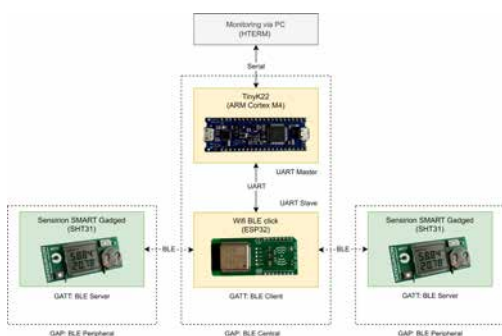 Monitoring via PC
(HTERM)
Serial
TinyK22
(ARM Cortex M4)
UART Master
UART
UART Slave
Sensirion SMART Gadged
(SHT31)
Wifi BLE click
(ESP32)
Sensirion SMART Gadged
(SHT31)
BLE
BLE
GATT: BLE Server
GATT: BLE Client
GATT: BLE Server
GAP: BLE Peripheral
GAP: BLE Central
GAP: BLE Peripheral